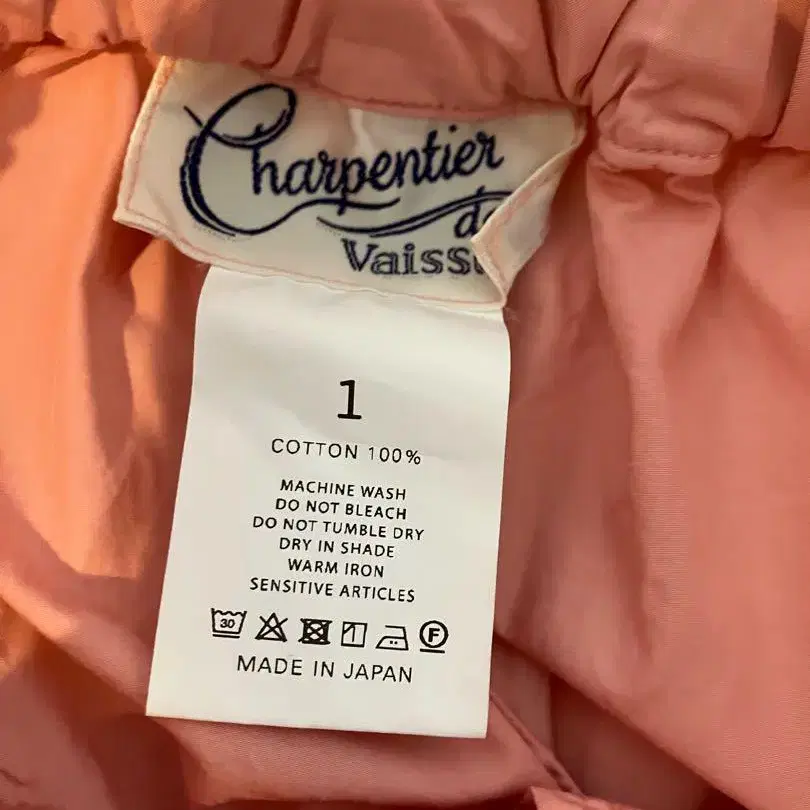 Charpentier
de
1
COTTON 100%
MACHINE WASH
DO NOT BLEACH
DO NOT TUMBLE DRY
DRY IN SHADE
WARM IRON
SENSITIVE ARTICLES
30 F
MADE IN JAPAN